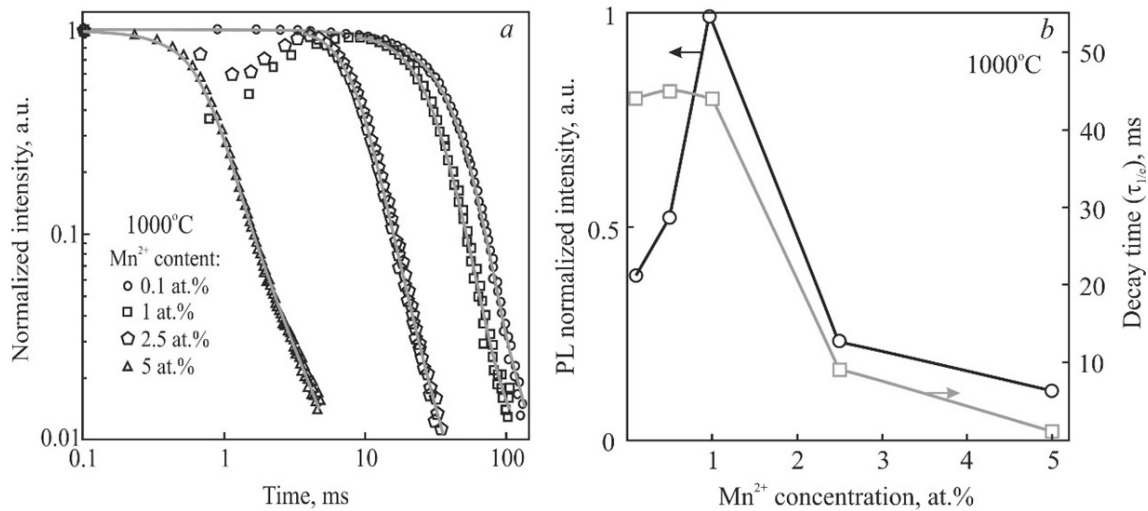 a
Normalized intensity, a.u.
1
0.1
0.01
1000°C
Mn²⁺ content:
0.1 at.%
1 at.%
2.5 at.%
5 at.%
0.1
1
10
100
Time, ms
b
1000°C
PL normalized intensity, a.u.
1
0.5
0
0
1
2
3
4
5
Mn²⁺ concentration, at.%
50
40
30
20
10
Decay time (τ1/e), ms